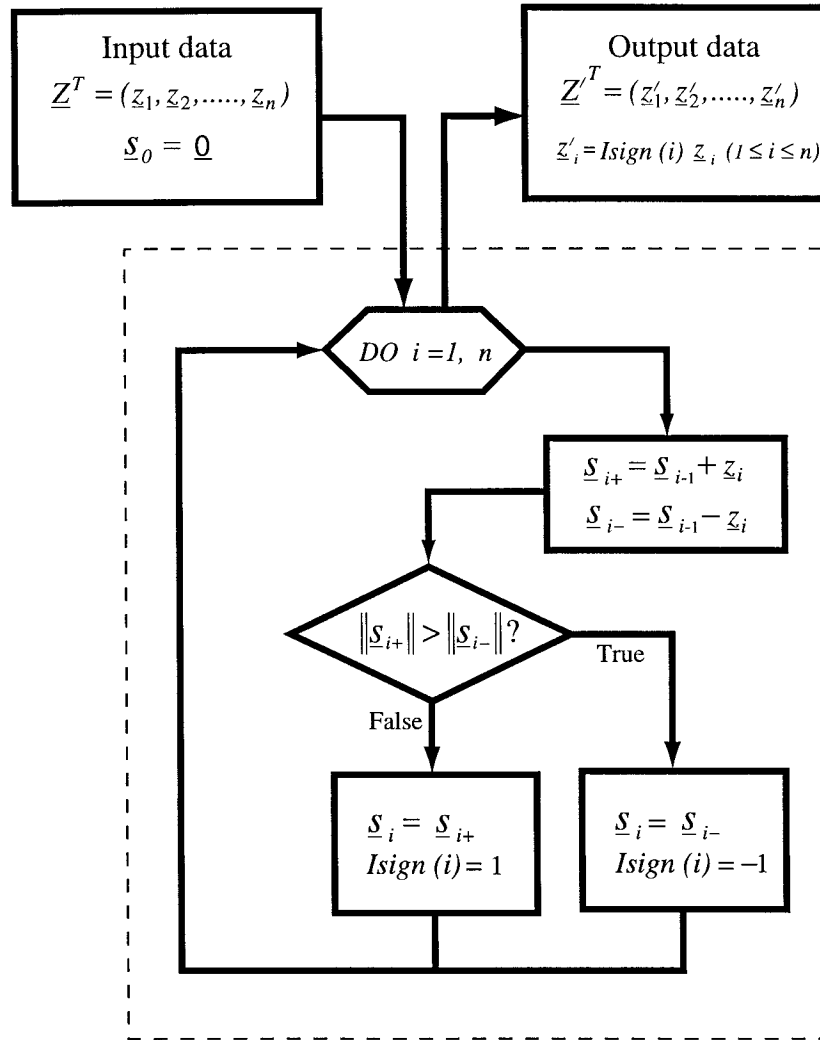 Input data
Z^T = (z_1, z_2, ....., z_n)
s_0 = 0
Output data
Z'^T = (z'_1, z'_2, ....., z'_n)
z'_i = Isign (i) z_i (1 ≤ i ≤ n)
DO i = 1, n
s_i+ = s_i-1 + z_i
s_i− = s_i-1 − z_i
‖s_i+‖ > ‖s_i−‖ ?
True
False
s_i = s_i+
Isign (i) = 1
s_i = s_i−
Isign (i) = −1